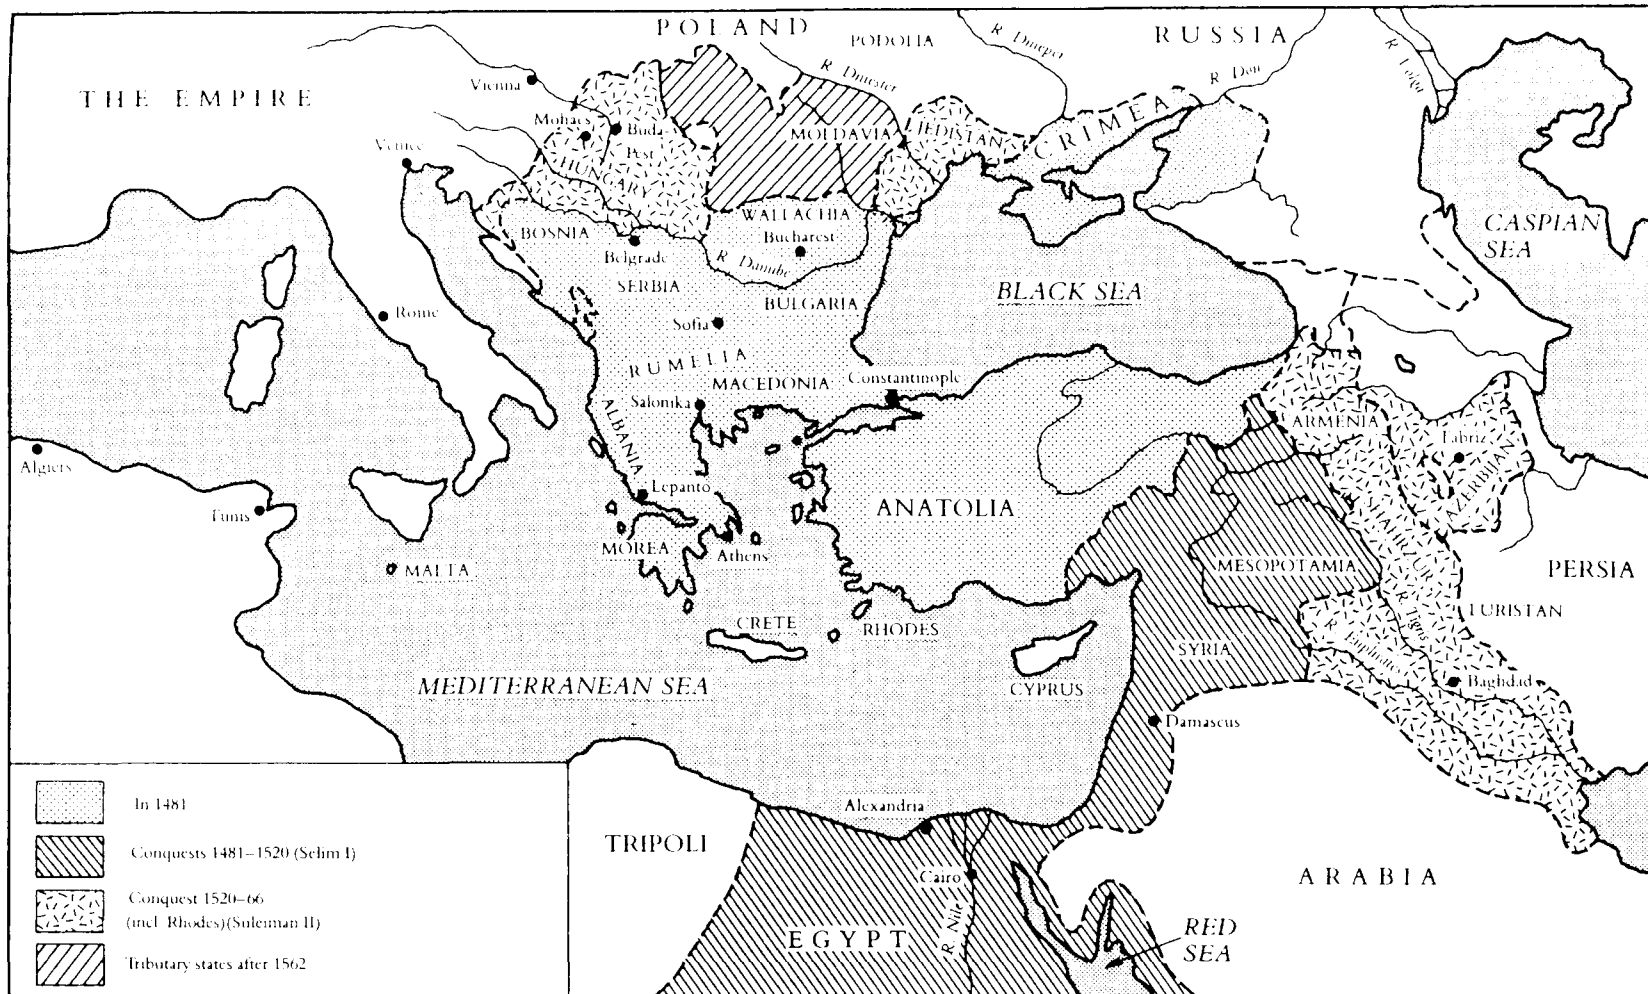 POLAND
PODOLIA
R. Dnieper
RUSSIA
R. Volga
R. Dniester
R. Don
THE EMPIRE
Vienna
CRIMEA
Mohacs
Buda-
Pest
MOLDAVIA
JEDISTAN
Venice
HUNGARY
WALLACHIA
CASPIAN
SEA
BOSNIA
Bucharest
Belgrade
R. Danube
SERBIA
BLACK SEA
BULGARIA
Rome
Sofia
RUMELIA
MACEDONIA
Constantinople
Salonika
ALBANIA
ARMENIA
Tabriz
AZERBIJAN
Algiers
Lepanto
ANATOLIA
Tunis
MOREA
Athens
MALTA
MESOPOTAMIA
PERSIA
R. Tigris
LURISTAN
CRETE
RHODES
R. Euphrates
SYRIA
MEDITERRANEAN SEA
CYPRUS
Baghdad
Damascus
In 1481
Alexandria
TRIPOLI
Conquests 1481–1520 (Selim I)
Cairo
ARABIA
Conquest 1520–66
(incl. Rhodes) (Suleiman II)
EGYPT
R. Nile
RED
SEA
Tributary states after 1562